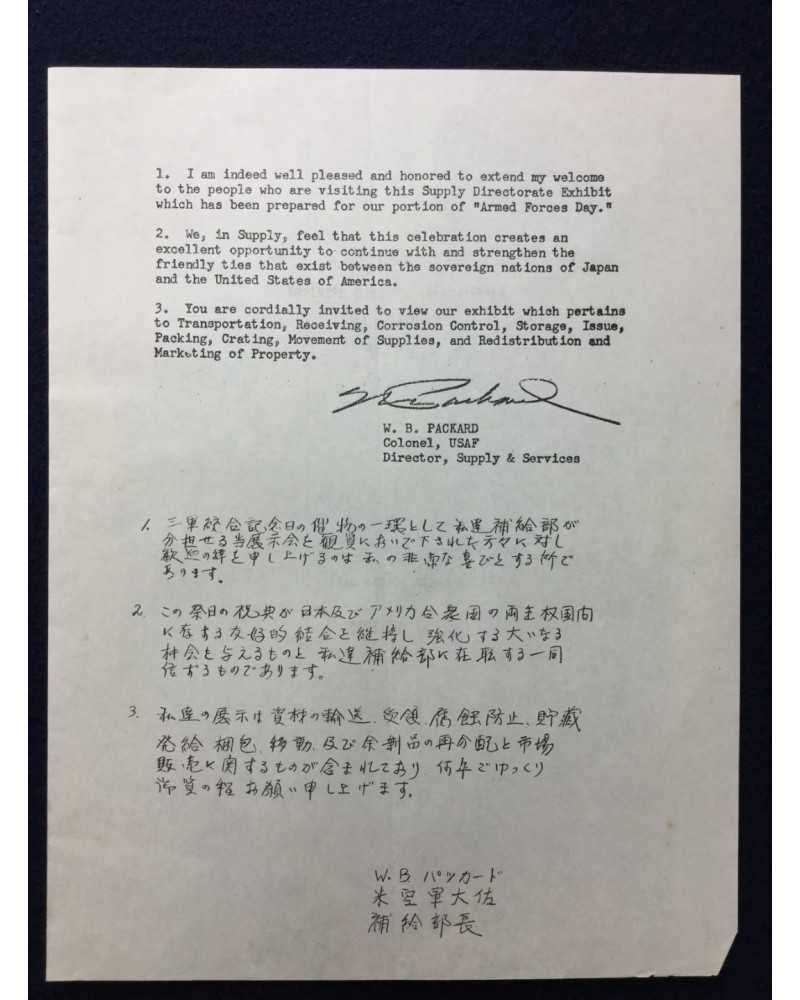 1. I am indeed well pleased and honored to extend my welcome
to the people who are visiting this Supply Directorate Exhibit
which has been prepared for our portion of "Armed Forces Day."
2. We, in Supply, feel that this celebration creates an
excellent opportunity to continue with and strengthen the
friendly ties that exist between the sovereign nations of Japan
and the United States of America.
3. You are cordially invited to view our exhibit which pertains
to Transportation, Receiving, Corrosion Control, Storage, Issue,
Packing, Crating, Movement of Supplies, and Redistribution and
Marketing of Property.
W. B. PACKARD
Colonel, USAF
Director, Supply & Services
1. 三軍統合記念日の催物の一環として私達補給部が
分担せる当展示会を観覧においで下された方々に対し
歓迎の辞を申し上げるのは私の非常な喜びとする所で
あります。
2. この祭日の祝典が日本及びアメリカ合衆国の両主权国間
に存する友好的結合を維持し強化する大いなる
机会を与えるものと私達補給部に在職する一同
信ずるものであります。
3. 私達の展示は資材の輸送、受領、腐蝕防止、貯蔵
発給 梱包、移動、及び余剰品の再分配と市場
販売に関するものが含まれており 何卒ごゆっくり
御覧の程お願い申し上げます。
W.B パッカード
米空軍大佐
補給部長